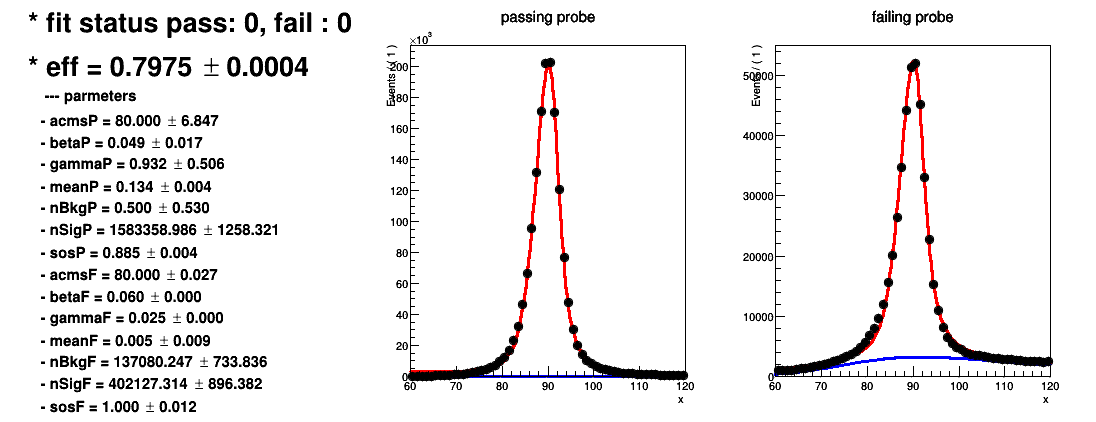 * fit status pass: 0, fail : 0
* eff = 0.7975 ± 0.0004
--- parmeters
- acmsP = 80.000 ± 6.847
- betaP = 0.049 ± 0.017
- gammaP = 0.932 ± 0.506
- meanP = 0.134 ± 0.004
- nBkgP = 0.500 ± 0.530
- nSigP = 1583358.986 ± 1258.321
- sosP = 0.885 ± 0.004
- acmsF = 80.000 ± 0.027
- betaF = 0.060 ± 0.000
- gammaF = 0.025 ± 0.000
- meanF = 0.005 ± 0.009
- nBkgF = 137080.247 ± 733.836
- nSigF = 402127.314 ± 896.382
- sosF = 1.000 ± 0.012
passing probe
×10³
Events / ( 1 )
200
180
160
140
120
100
80
60
40
20
0
60 70 80 90 100 110 120
x
failing probe
Events / ( 1 )
50000
40000
30000
20000
10000
0
60 70 80 90 100 110 120
x